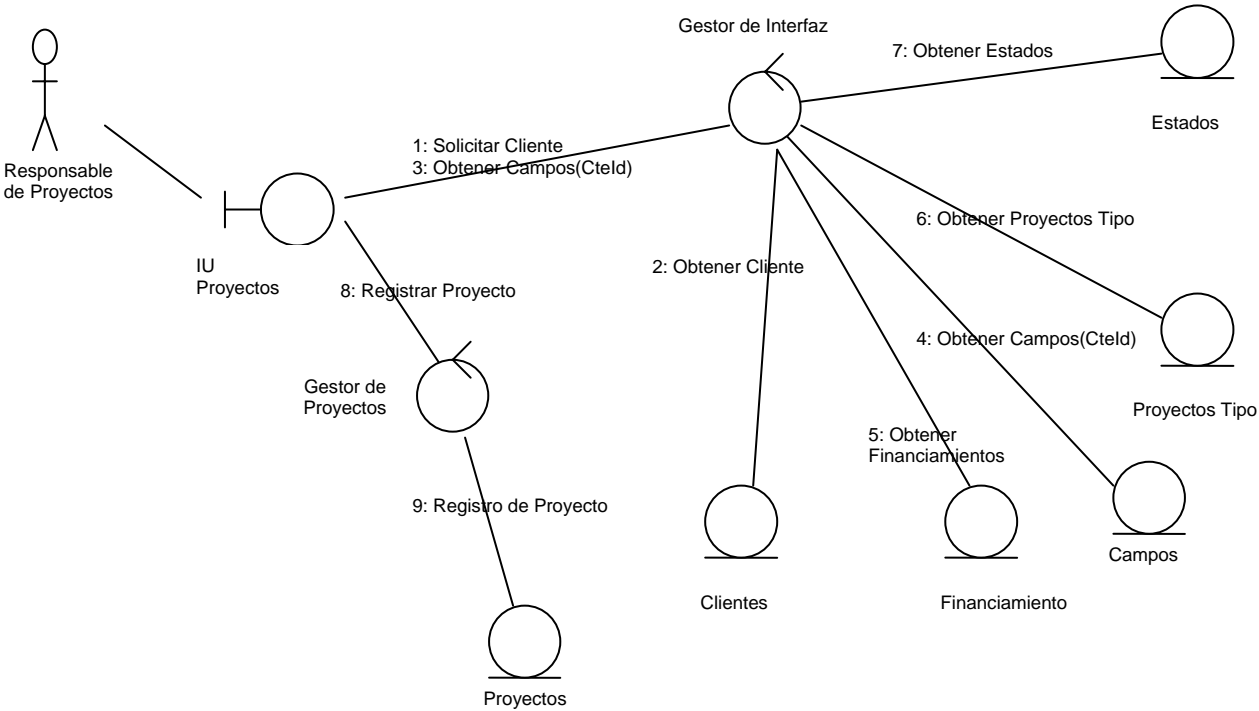 Gestor de Interfaz
7: Obtener Estados
Estados
Responsable
de Proyectos
1: Solicitar Cliente
3: Obtener Campos(CteId)
6: Obtener Proyectos Tipo
IU
Proyectos
2: Obtener Cliente
8: Registrar Proyecto
4: Obtener Campos(CteId)
Gestor de
Proyectos
Proyectos Tipo
5: Obtener
Financiamientos
9: Registro de Proyecto
Campos
Clientes
Financiamiento
Proyectos